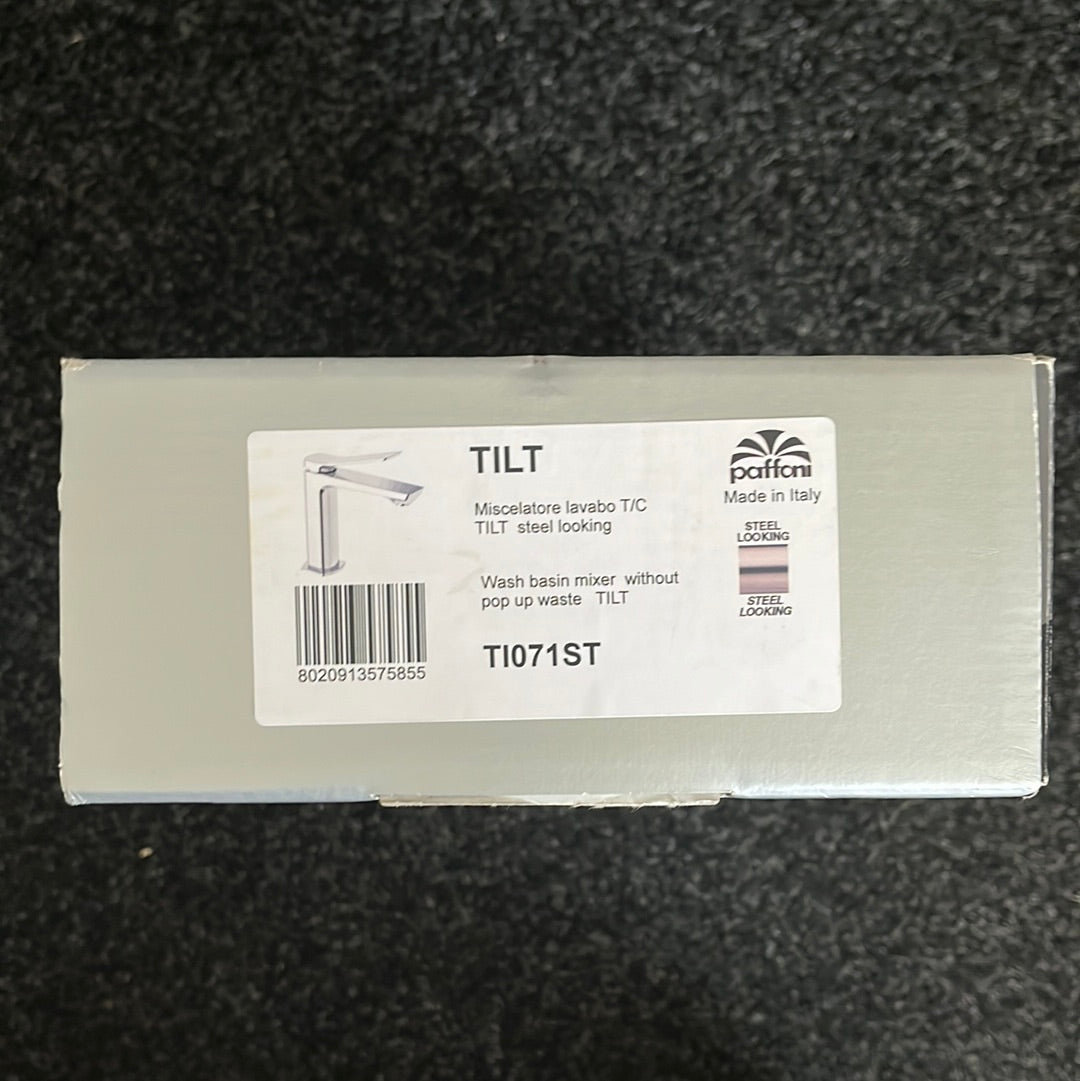 TILT
paffoni
Made in Italy
Miscelatore lavabo T/C
TILT steel looking
STEEL
LOOKING
Wash basin mixer without
pop up waste TILT
STEEL
LOOKING
TI071ST
8020913575855